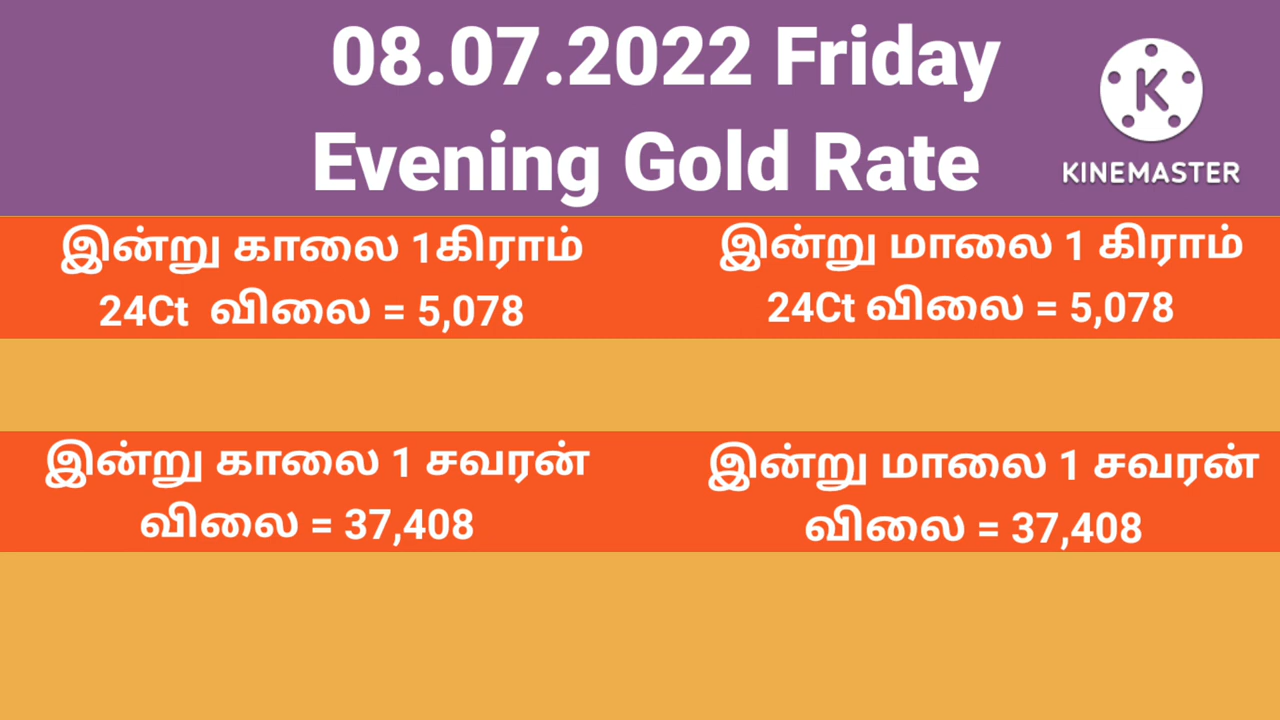 08.07.2022 Friday
Evening Gold Rate
K
KINEMASTER
இன்று காலை 1கிராம்
24Ct விலை = 5,078
இன்று மாலை 1 கிராம்
24Ct விலை = 5,078
இன்று காலை 1 சவரன்
விலை = 37,408
இன்று மாலை 1 சவரன்
விலை = 37,408